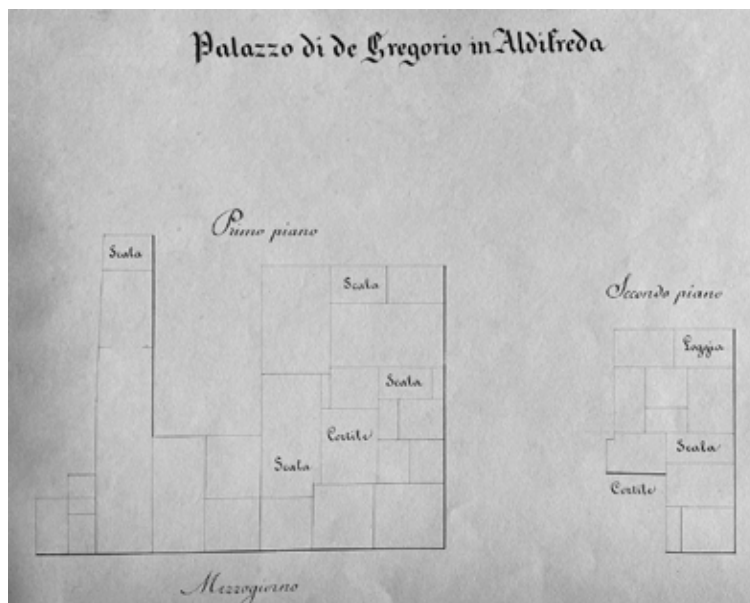 Palazzo di de Gregorio in Aldifreda
Primo piano
Scala
Scala
Scala
Cortile
Scala
Mezzogiorno
Secondo piano
Loggia
Scala
Cortile